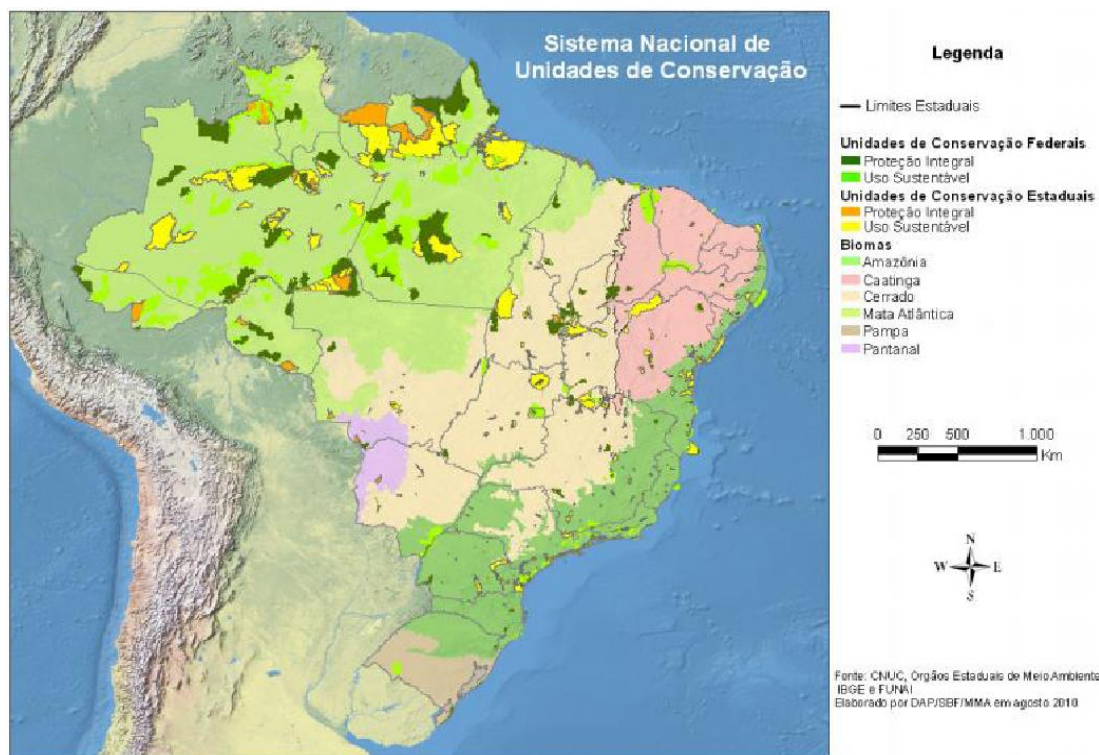 Sistema Nacional de
Unidades de Conservação
Legenda
Limites Estaduais
Unidades de Conservação Federais
Proteção Integral
Uso Sustentável
Unidades de Conservação Estaduais
Proteção Integral
Uso Sustentável
Biomas
Amazônia
Caatinga
Cerrado
Mata Atlântica
Pampa
Pantanal
0 250 500 1.000
Km
N
W E
S
Fonte: CNUC, Orgãos Estaduais de Meio Ambiente
IBGE e FUNAI
Elaborado por DAP/SBF/MMA em agosto 2010